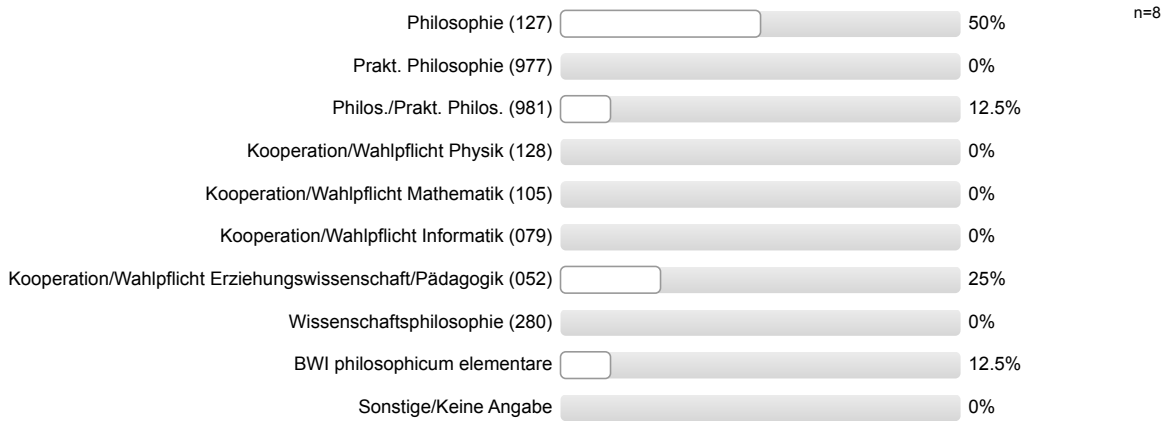 Philosophie (127) 50% n=8
Prakt. Philosophie (977) 0%
Philos./Prakt. Philos. (981) 12.5%
Kooperation/Wahlpflicht Physik (128) 0%
Kooperation/Wahlpflicht Mathematik (105) 0%
Kooperation/Wahlpflicht Informatik (079) 0%
Kooperation/Wahlpflicht Erziehungswissenschaft/Pädagogik (052) 25%
Wissenschaftsphilosophie (280) 0%
BWI philosophicum elementare 12.5%
Sonstige/Keine Angabe 0%